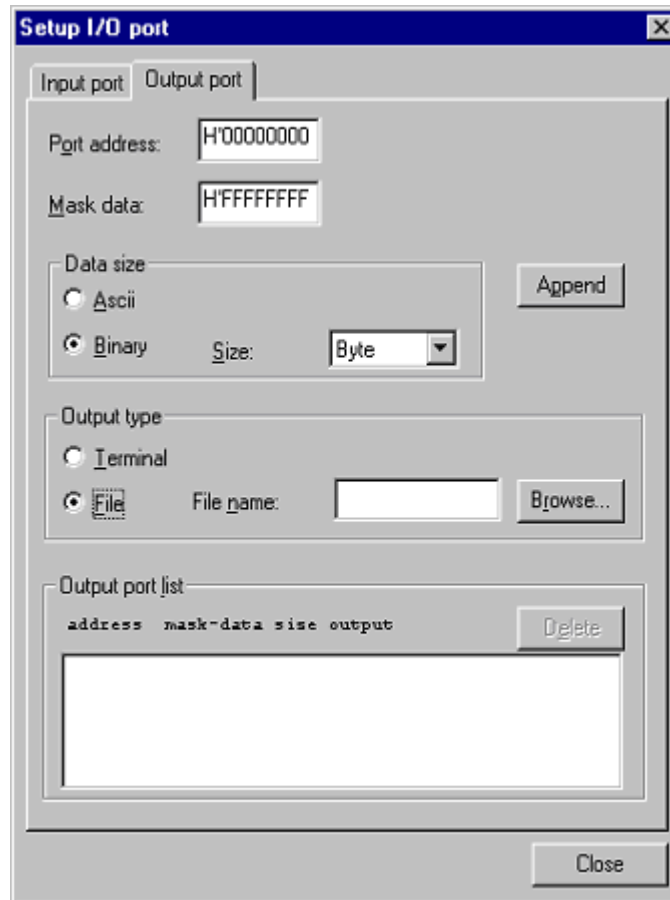 Setup I/O port
Input port Output port
Port address: H'00000000
Mask data: H'FFFFFFFF
Data size
Append
Ascii
Binary Size: Byte
Output type
Terminal
File File name: Browse...
Output port list
address mask-data size output Delete
Close